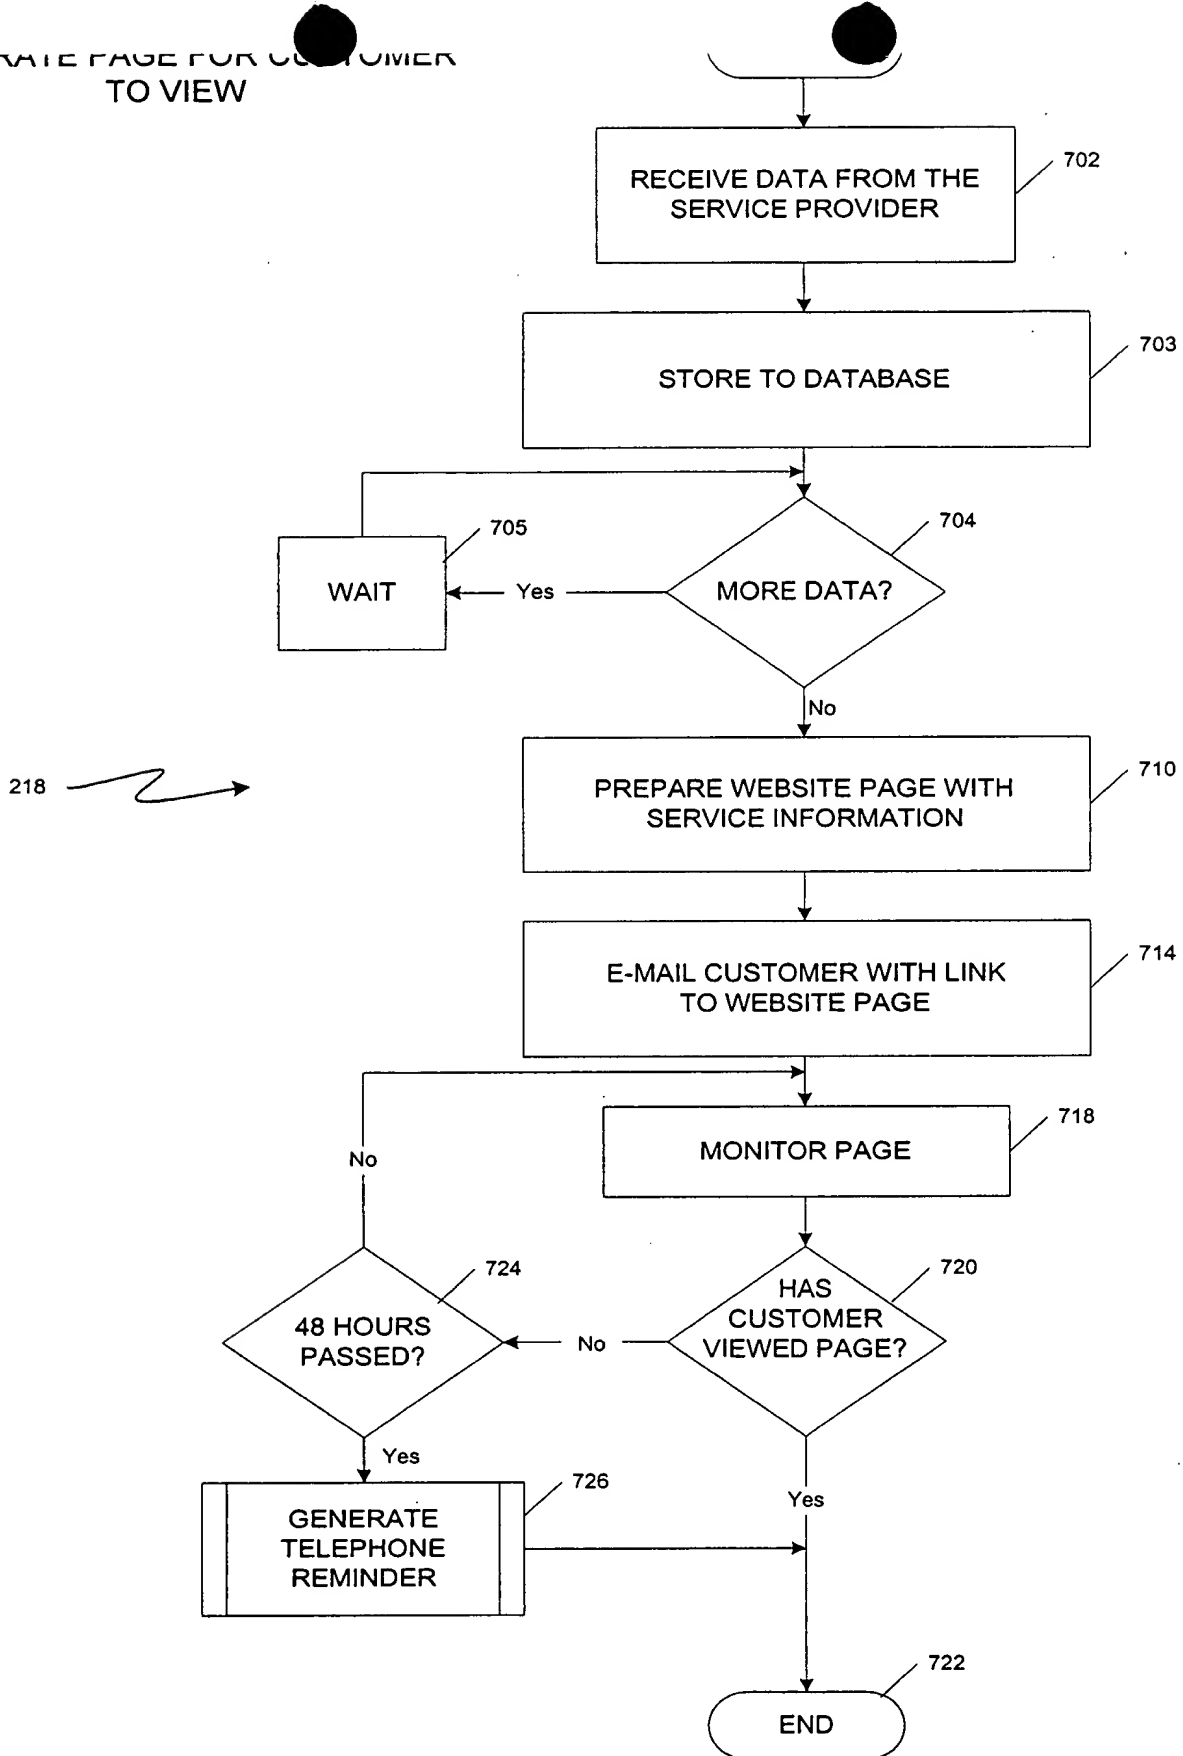 PAGE FOR
TO VIEW
702
RECEIVE DATA FROM THE
SERVICE PROVIDER
703
STORE TO DATABASE
705
704
WAIT
Yes
MORE DATA?
No
218
710
PREPARE WEBSITE PAGE WITH
SERVICE INFORMATION
714
E-MAIL CUSTOMER WITH LINK
TO WEBSITE PAGE
718
MONITOR PAGE
No
724
720
48 HOURS
PASSED?
No
HAS
CUSTOMER
VIEWED PAGE?
Yes
726
GENERATE
TELEPHONE
REMINDER
Yes
722
END